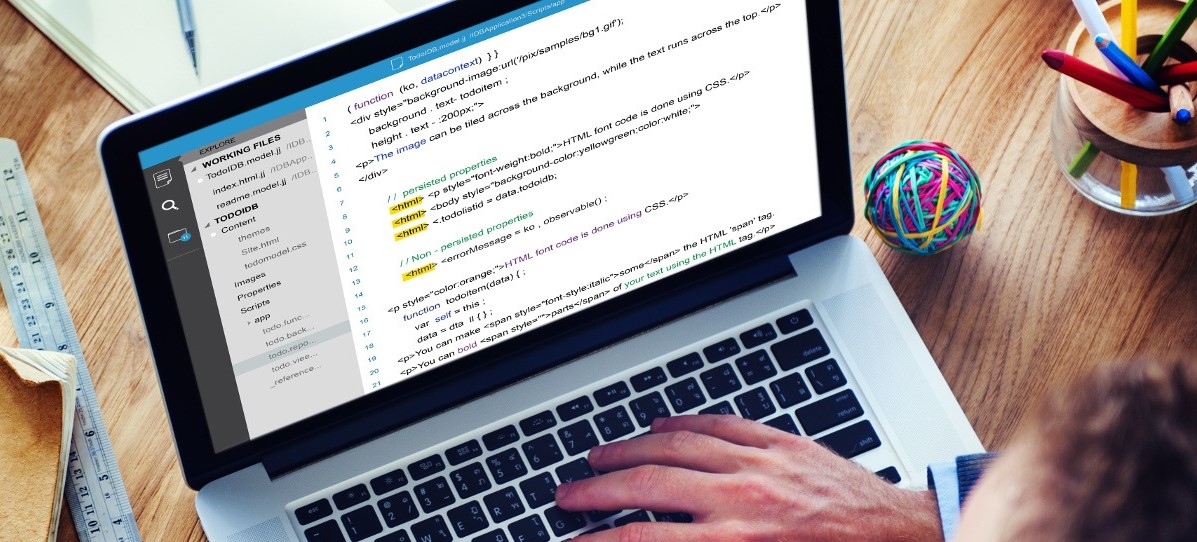 TodoIDB.model.jj /IDBApplication3/Scripts/app
EXPLORE
WORKING FILES
TodoIDB.model.jj /IDB...
index.html.jj /IDBApp...
readme_model.jj /IDB...
TODOIDB
Content
themos
Site.html
todomodel.css
Images
Properties
Scripts
app
todo.func...
todo.back...
todo.repo...
todo.viee...
_reference...
1 ( function (ko, datacontext) } }
2 <div style="background-image:url('/pix/samples/bg1.gif');
3 background . text- todoitem ;
4 height . text - :200px;">
5 <p>The image can be tiled across the background, while the text runs across the top.</p>
6 </div>
7 // persisted properties
8 <html> <p style="font-weight:bold;">HTML font code is done using CSS.</p>
9 <html> <body style="background-color:yellowgreen;color:white;">
10 <html> <.todolistid = data.todoidb;
11
12 // Non - persisted properties
13 <html> <errorMessage = ko , observable() ;
14
15 <p style="color:orange;">HTML font code is done using CSS.</p>
16 function todoitem(data) { ;
17 var self = this ;
18 data = dta || { } ;
19 <p>You can make <span style="font-style:italic">some</span> the HTML 'span' tag.
20 <p>You can bold <span style="">parts</span> of your text using the HTML tag.</p>
21
esc
delete
return
shift